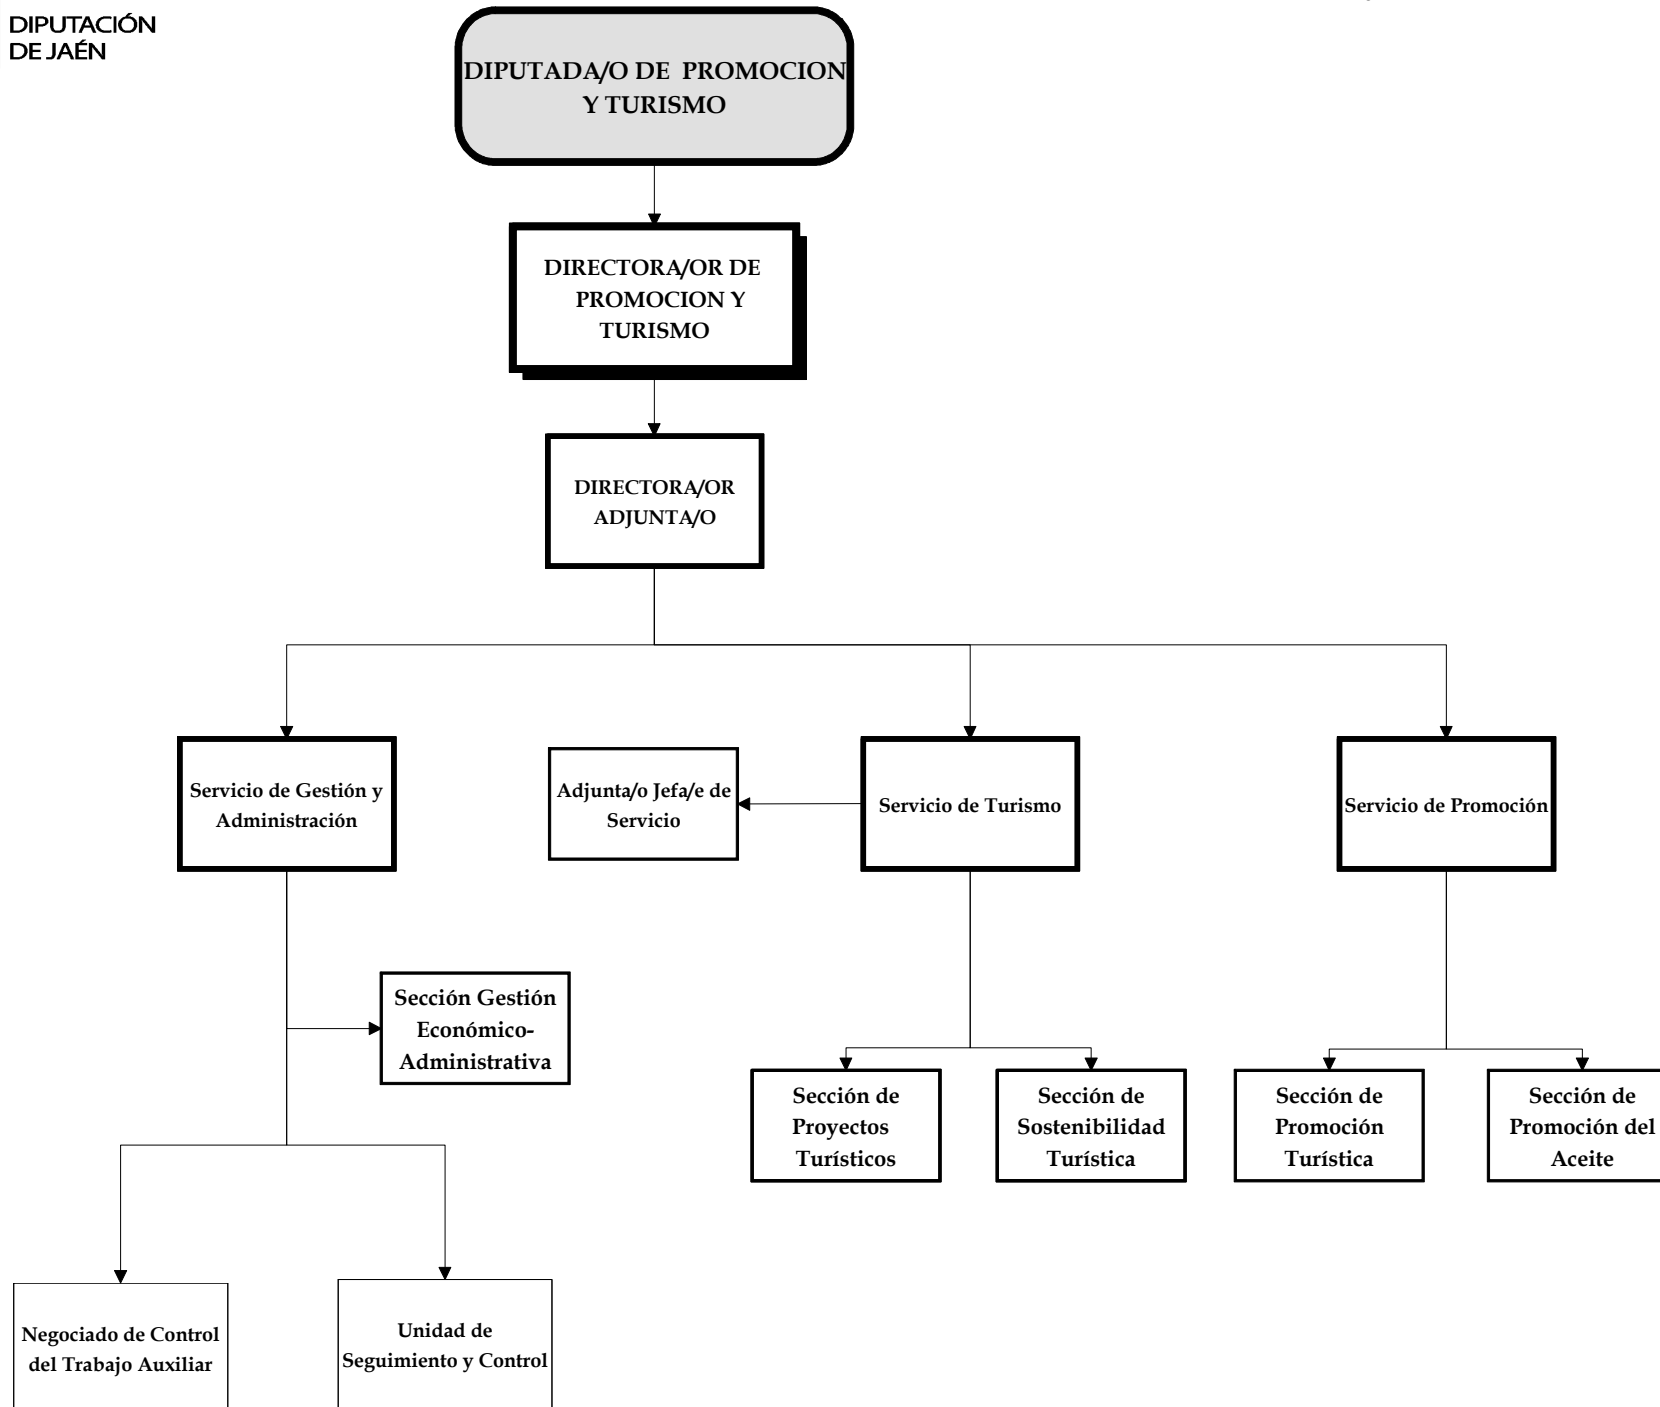 DIPUTACIÓN
DE JAÉN
DIPUTADA/O DE PROMOCION
Y TURISMO
DIRECTORA/OR DE
PROMOCION Y
TURISMO
DIRECTORA/OR
ADJUNTA/O
Servicio de Gestión y
Administración
Adjunta/o Jefa/e de
Servicio
Servicio de Turismo
Servicio de Promoción
Sección Gestión
Económico-
Administrativa
Sección de
Proyectos
Turísticos
Sección de
Sostenibilidad
Turística
Sección de
Promoción
Turística
Sección de
Promoción del
Aceite
Negociado de Control
del Trabajo Auxiliar
Unidad de
Seguimiento y Control